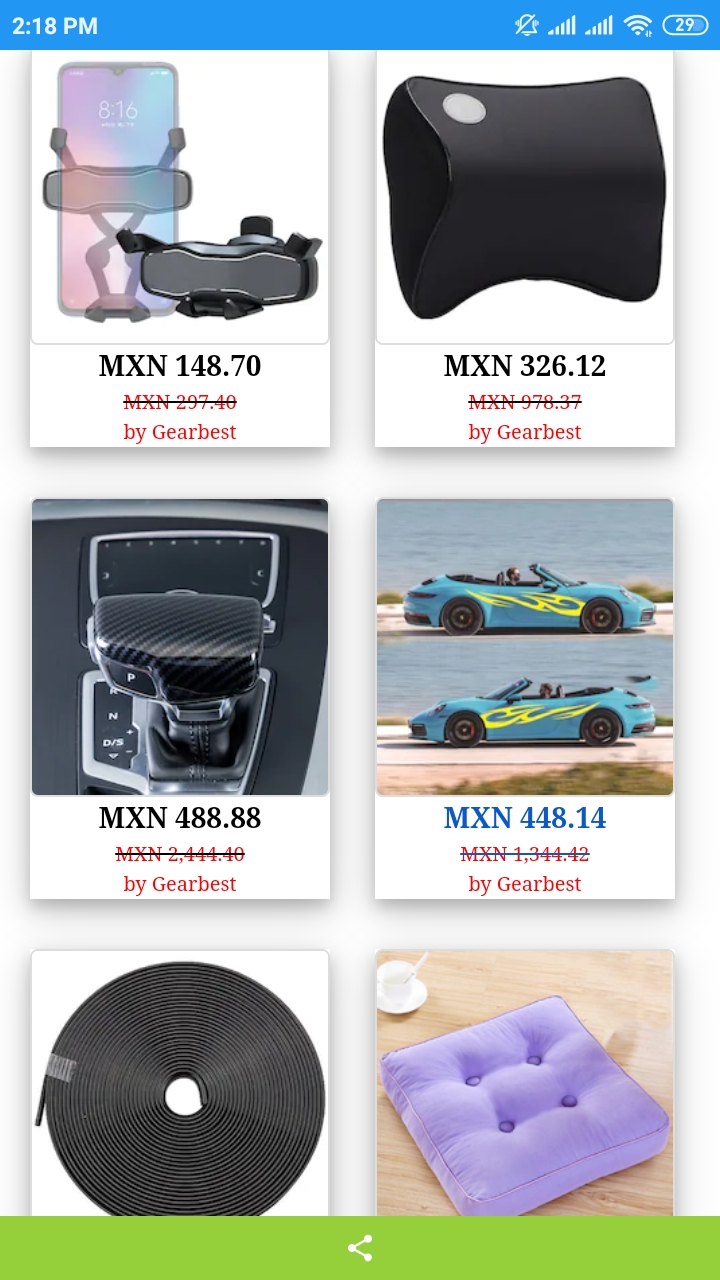 2:18 PM
29
8:16
MXN 148.70
MXN 297.40
by Gearbest
MXN 326.12
MXN 978.37
by Gearbest
P
R
N
+
D/S
-
MXN 488.88
MXN 2,444.40
by Gearbest
MXN 448.14
MXN 1,344.42
by Gearbest